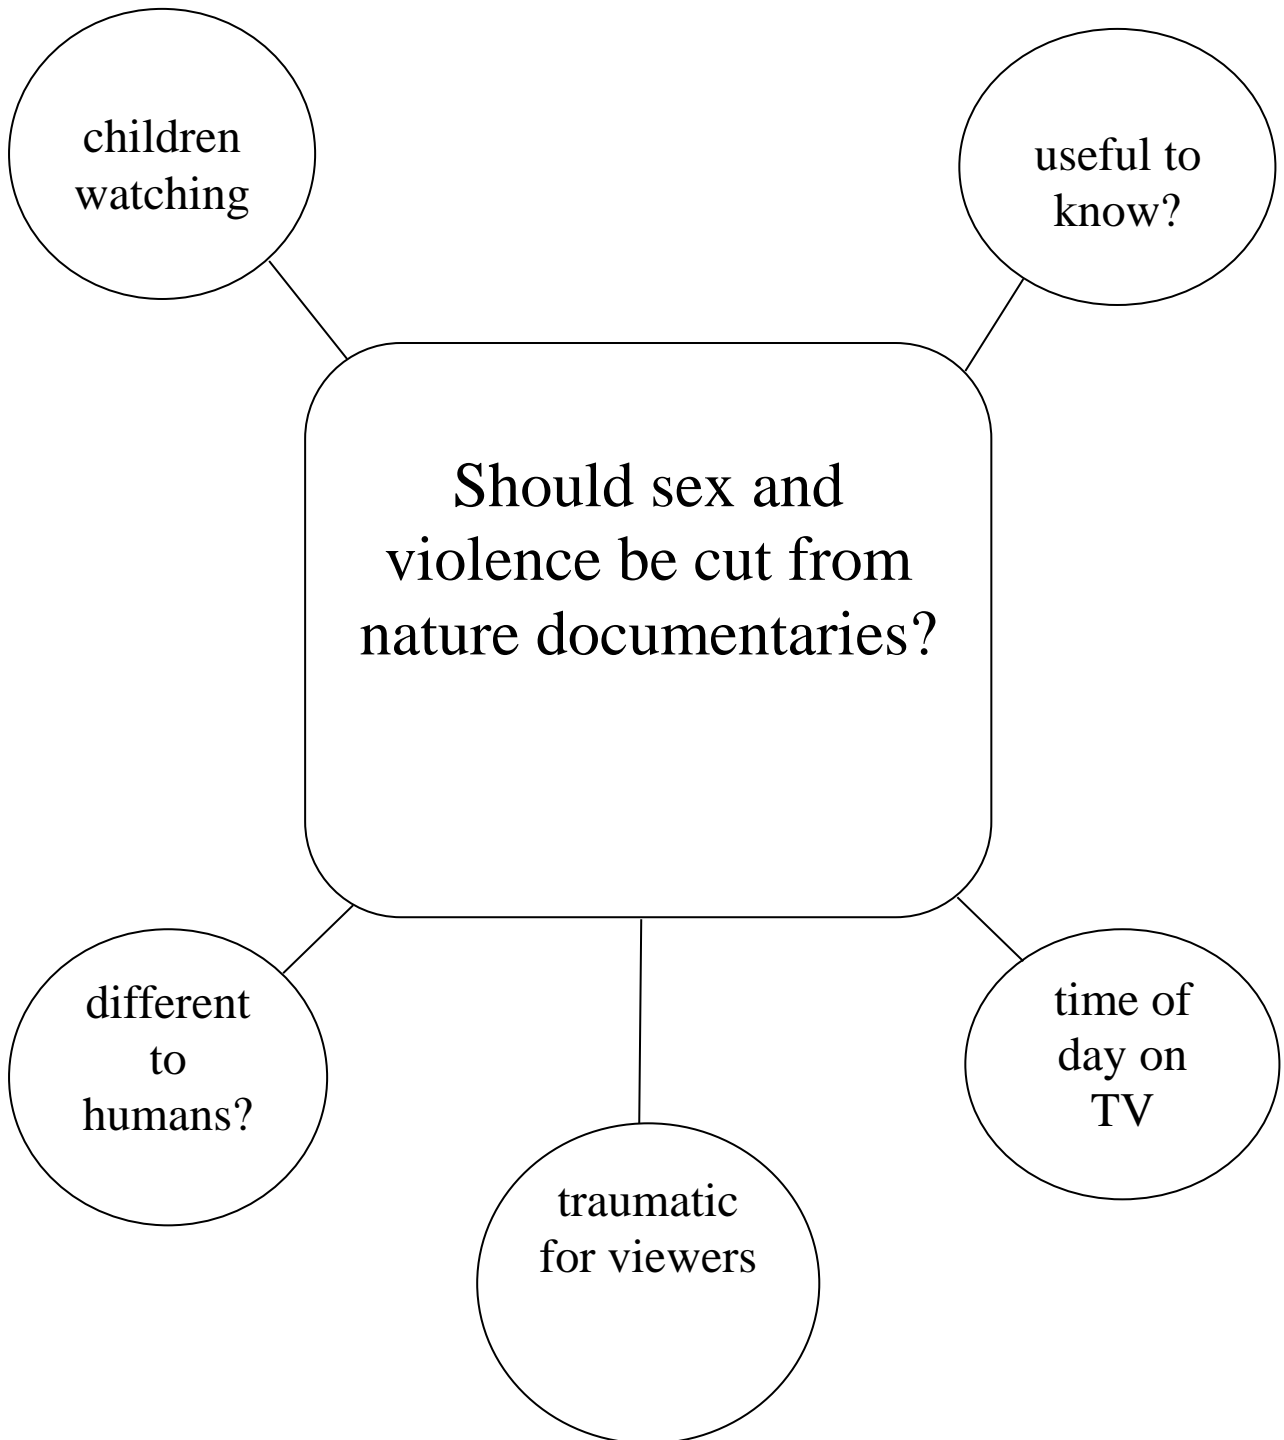 children
watching
useful to
know?
Should sex and
violence be cut from
nature documentaries?
different
to
humans?
time of
day on
TV
traumatic
for viewers